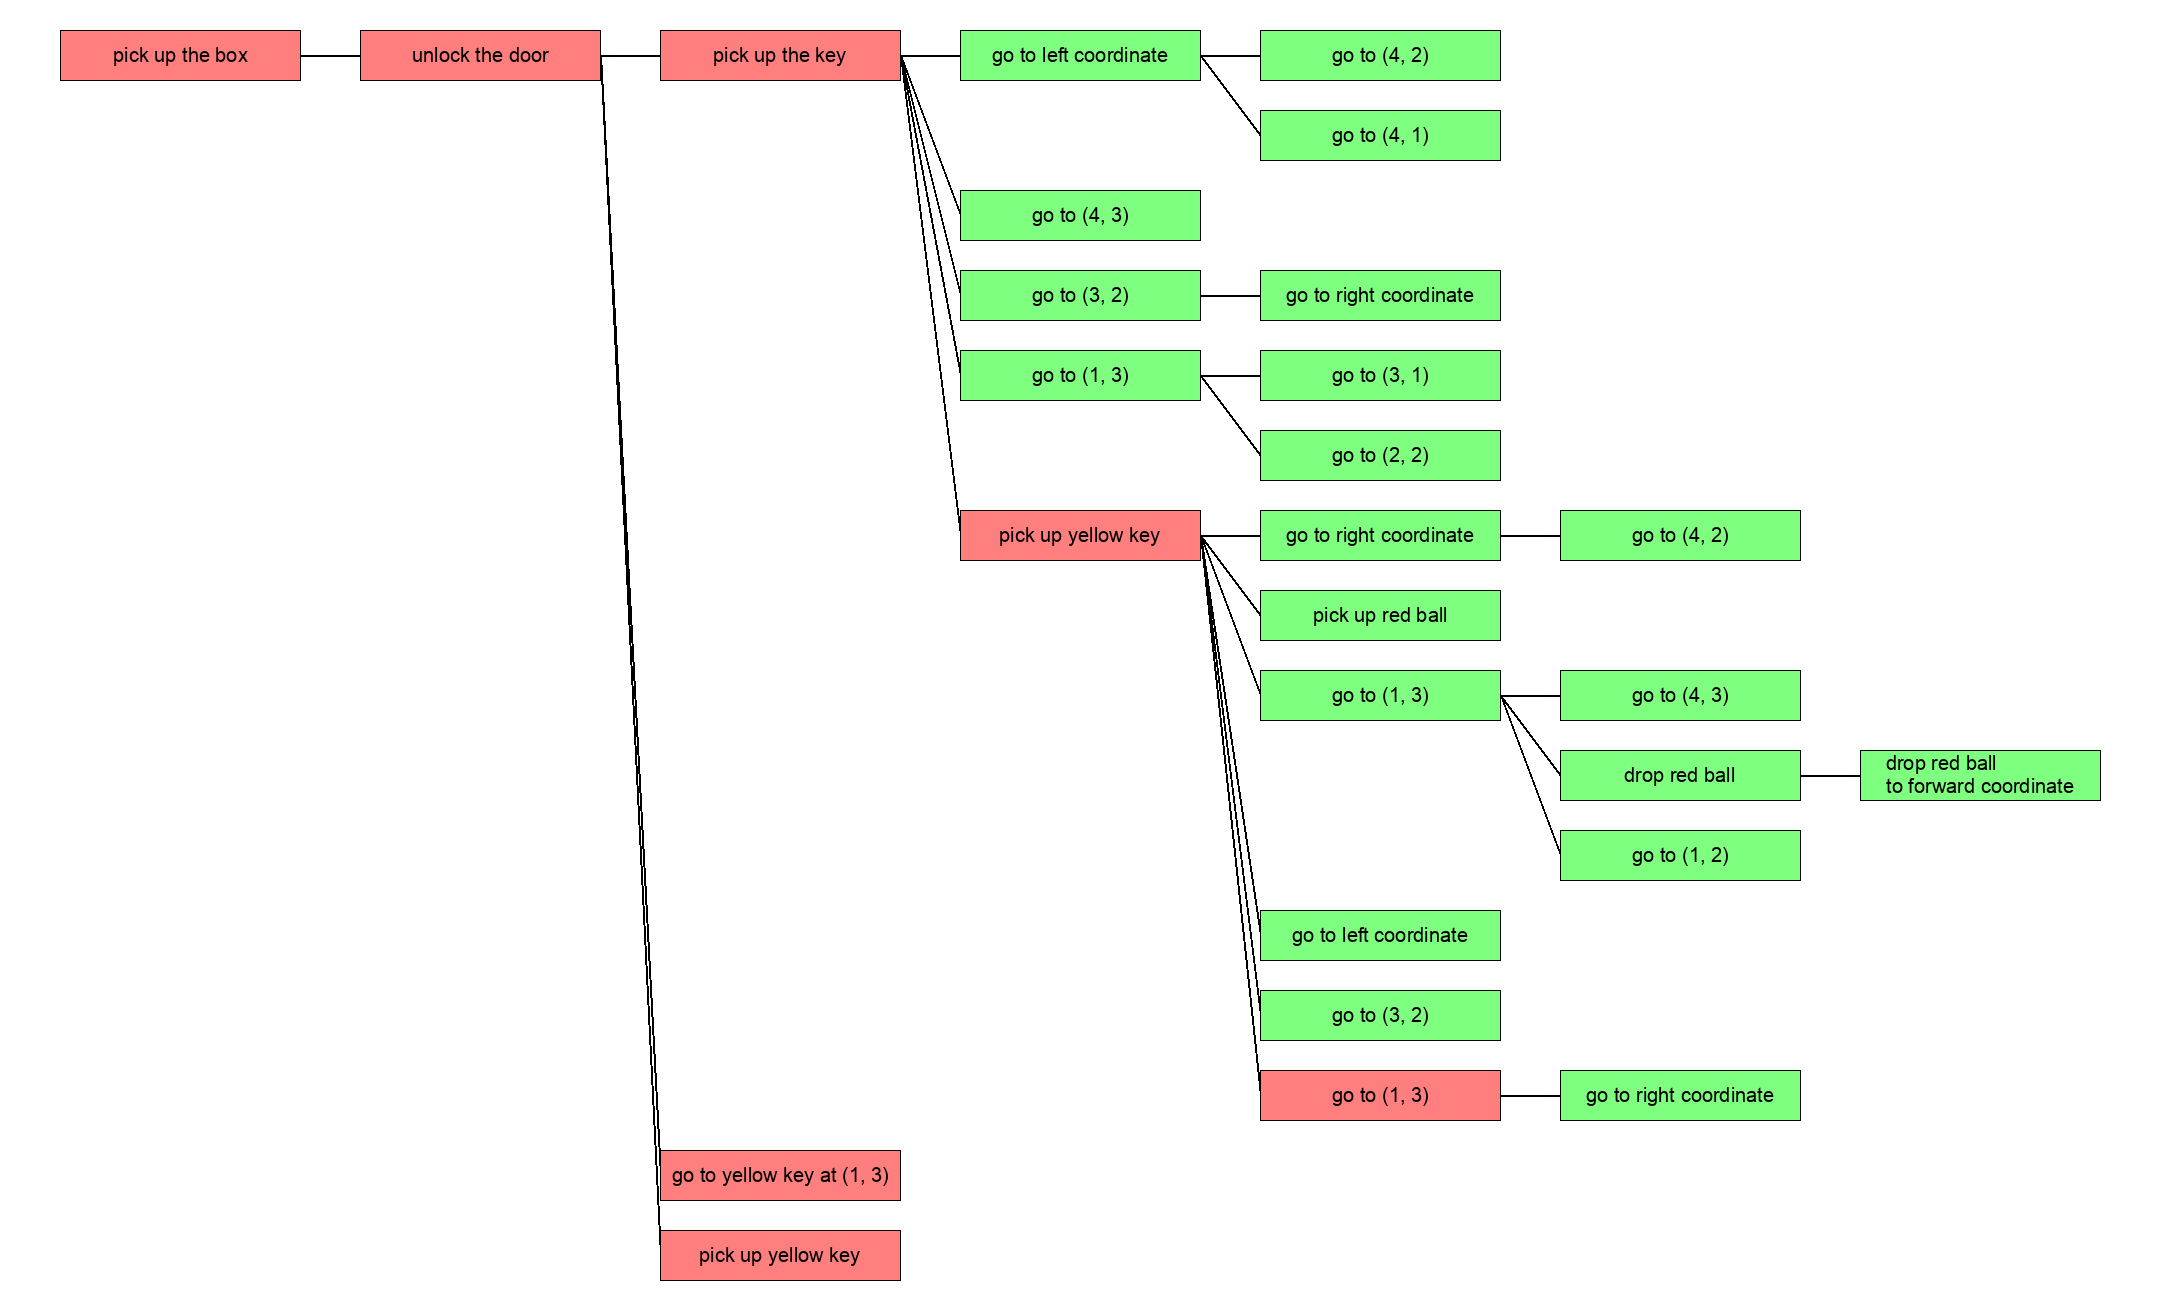 pick up the box
unlock the door
pick up the key
go to left coordinate
go to (4, 2)
go to (4, 1)
go to (4, 3)
go to (3, 2)
go to right coordinate
go to (1, 3)
go to (3, 1)
go to (2, 2)
pick up yellow key
go to right coordinate
go to (4, 2)
pick up red ball
go to (1, 3)
go to (4, 3)
drop red ball
drop red ball
to forward coordinate
go to (1, 2)
go to left coordinate
go to (3, 2)
go to (1, 3)
go to right coordinate
go to yellow key at (1, 3)
pick up yellow key